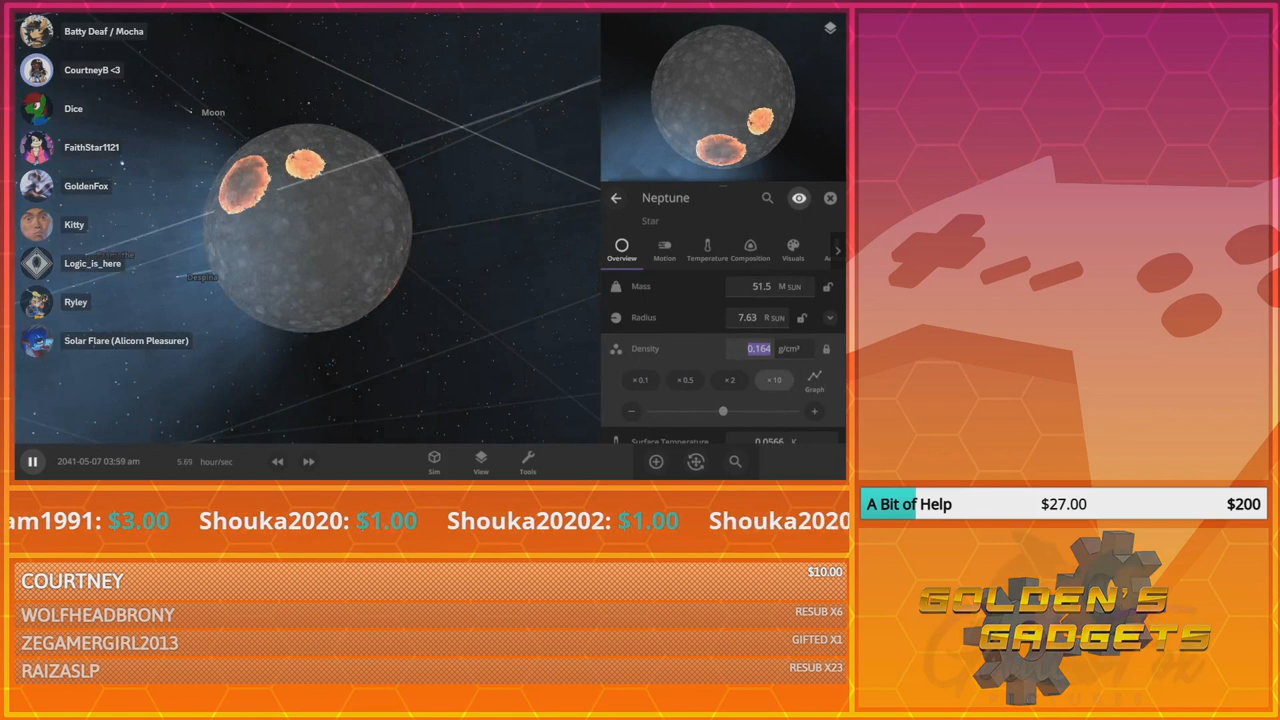 Batty Deaf / Mocha
CourtneyB <3
Dice
FaithStar1121
GoldenFox
Kitty
Logic_is_here
Ryley
Solar Flare (Alicorn Pleasurer)
Moon
Despina
Neptune
Star
Overview
Motion
Temperature
Composition
Visuals
Mass
51.5 M SUN
Radius
7.63 R SUN
Density
0.164 g/cm³
× 0.1
× 0.5
× 2
× 10
Graph
Surface Temperature
0.0566 K
2041-05-07 03:59 am
5.69 hour/sec
Sim
View
Tools
am1991: $3.00 Shouka2020: $1.00 Shouka20202: $1.00 Shouka2020
COURTNEY $10.00
WOLFHEADBRONY RESUB X6
ZEGAMERGIRL2013 GIFTED X1
RAIZASLP RESUB X23
A Bit of Help $27.00 $200
GOLDEN'S
GADGETS